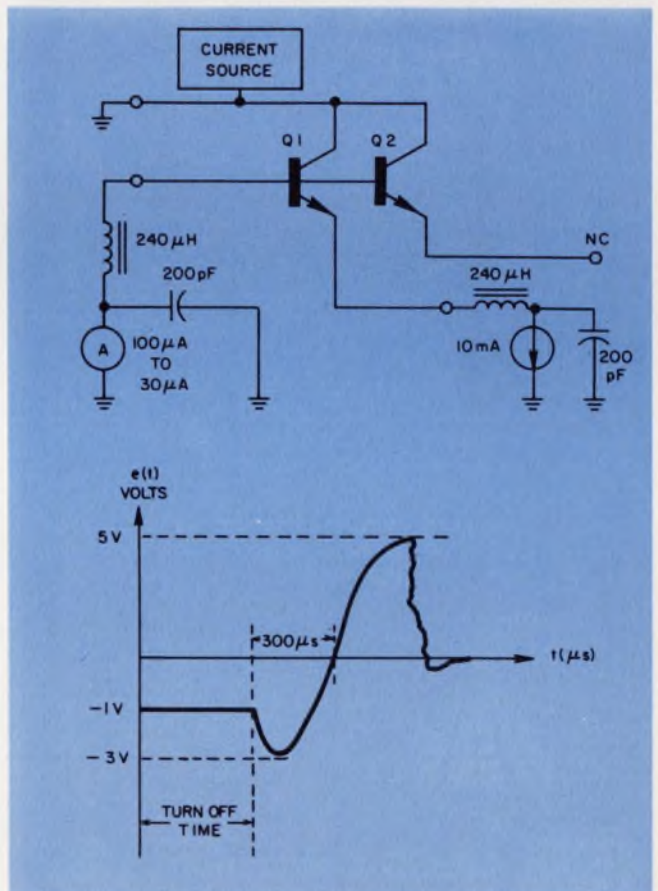 CURRENT
SOURCE
Q1
Q2
240μH
200pF
NC
240μH
A
100μA
TO
30μA
10mA
200
pF
e(t)
VOLTS
5V
300μs
t(μs)
-1V
-3V
TURN OFF
TIME